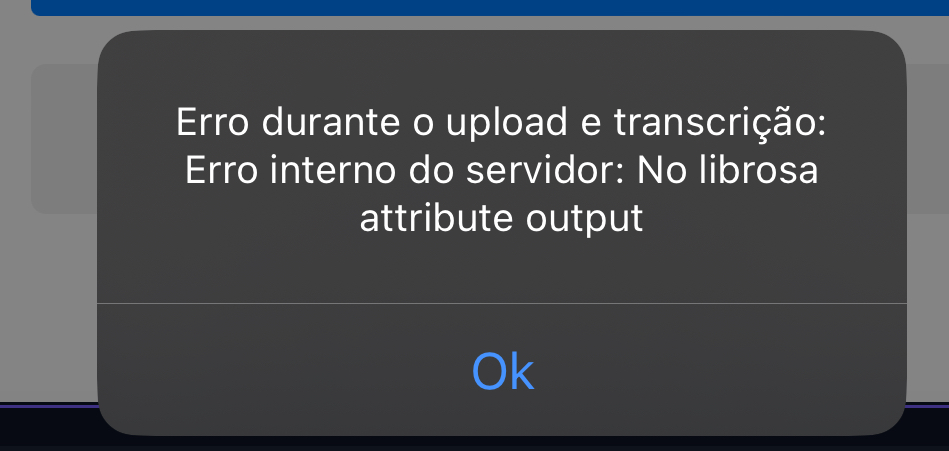 Erro durante o upload e transcrição:
Erro interno do servidor: No librosa
attribute output
Ok